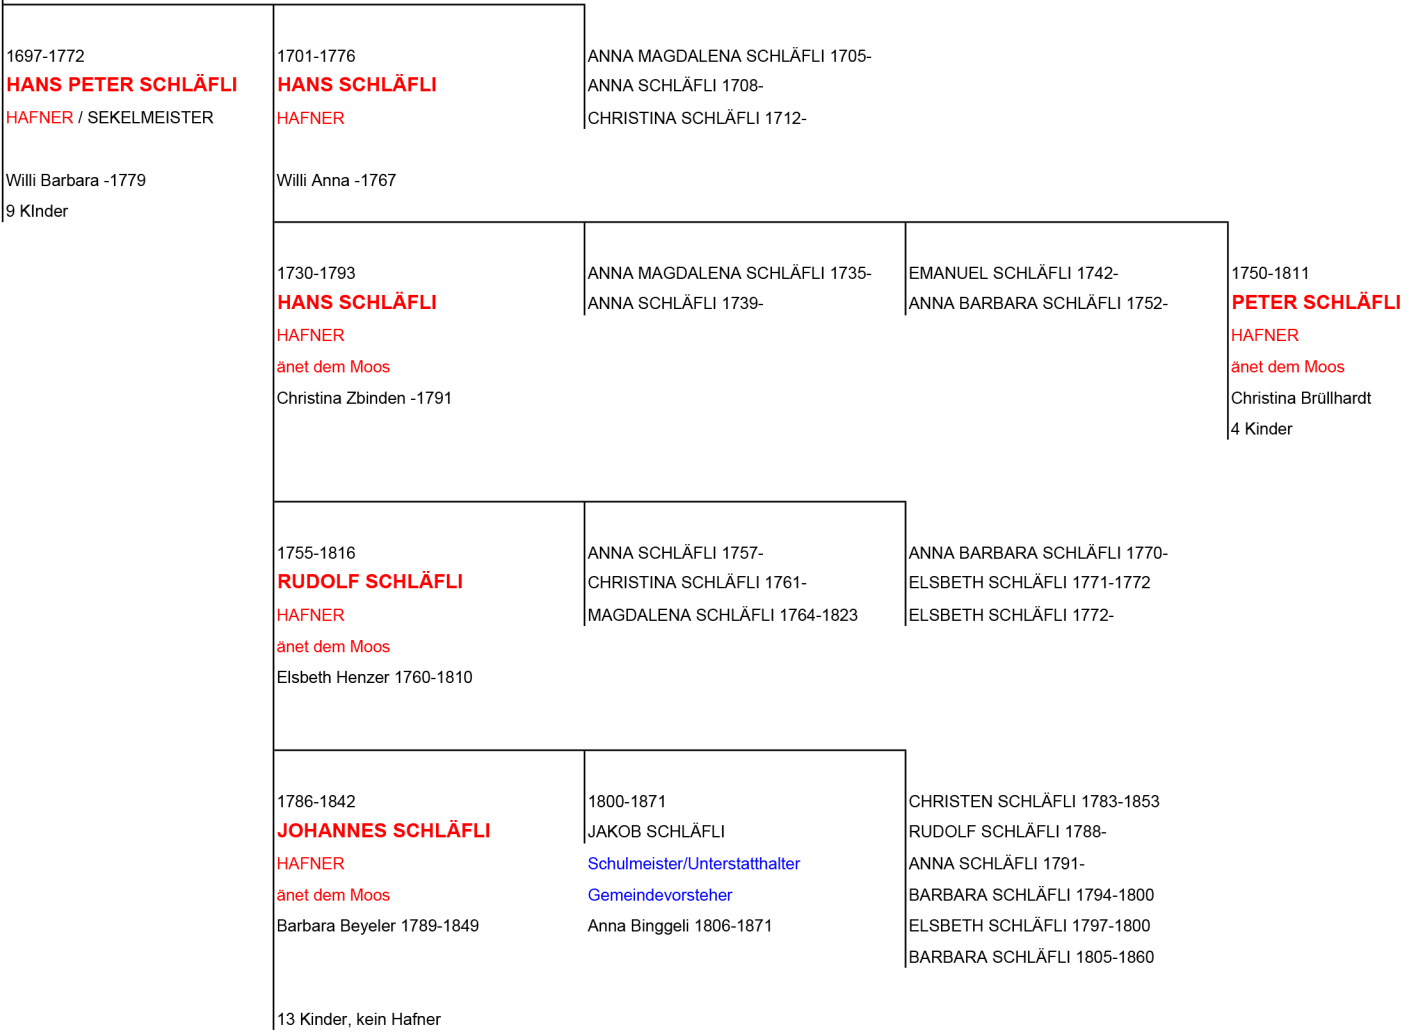 1697-1772
HANS PETER SCHLÄFLI
HAFNER / SEKELMEISTER
Willi Barbara -1779
9 KInder
1701-1776
HANS SCHLÄFLI
HAFNER
Willi Anna -1767
ANNA MAGDALENA SCHLÄFLI 1705-
ANNA SCHLÄFLI 1708-
CHRISTINA SCHLÄFLI 1712-
1730-1793
HANS SCHLÄFLI
HAFNER
änet dem Moos
Christina Zbinden -1791
ANNA MAGDALENA SCHLÄFLI 1735-
ANNA SCHLÄFLI 1739-
EMANUEL SCHLÄFLI 1742-
ANNA BARBARA SCHLÄFLI 1752-
1750-1811
PETER SCHLÄFLI
HAFNER
änet dem Moos
Christina Brüllhardt
4 Kinder
1755-1816
RUDOLF SCHLÄFLI
HAFNER
änet dem Moos
Elsbeth Henzer 1760-1810
ANNA SCHLÄFLI 1757-
CHRISTINA SCHLÄFLI 1761-
MAGDALENA SCHLÄFLI 1764-1823
ANNA BARBARA SCHLÄFLI 1770-
ELSBETH SCHLÄFLI 1771-1772
ELSBETH SCHLÄFLI 1772-
1786-1842
JOHANNES SCHLÄFLI
HAFNER
änet dem Moos
Barbara Beyeler 1789-1849
13 Kinder, kein Hafner
1800-1871
JAKOB SCHLÄFLI
Schulmeister/Unterstatthalter
Gemeindevorsteher
Anna Binggeli 1806-1871
CHRISTEN SCHLÄFLI 1783-1853
RUDOLF SCHLÄFLI 1788-
ANNA SCHLÄFLI 1791-
BARBARA SCHLÄFLI 1794-1800
ELSBETH SCHLÄFLI 1797-1800
BARBARA SCHLÄFLI 1805-1860